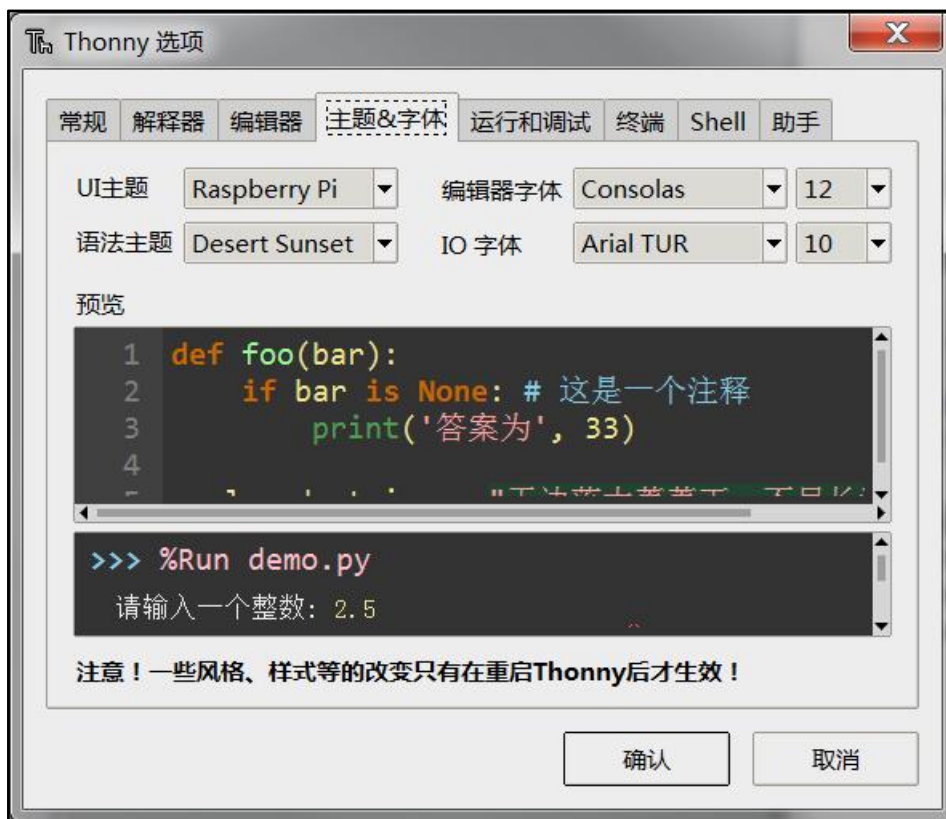 Thonny 选项
常规 解释器 编辑器 主题&字体 运行和调试 终端 Shell 助手
UI主题 Raspberry Pi 编辑器字体 Consolas 12
语法主题 Desert Sunset IO 字体 Arial TUR 10
预览
1 def foo(bar):
2 if bar is None: # 这是一个注释
3 print('答案为', 33)
4
>>> %Run demo.py
请输入一个整数: 2.5
注意！一些风格、样式等的改变只有在重启Thonny后才生效！
确认 取消